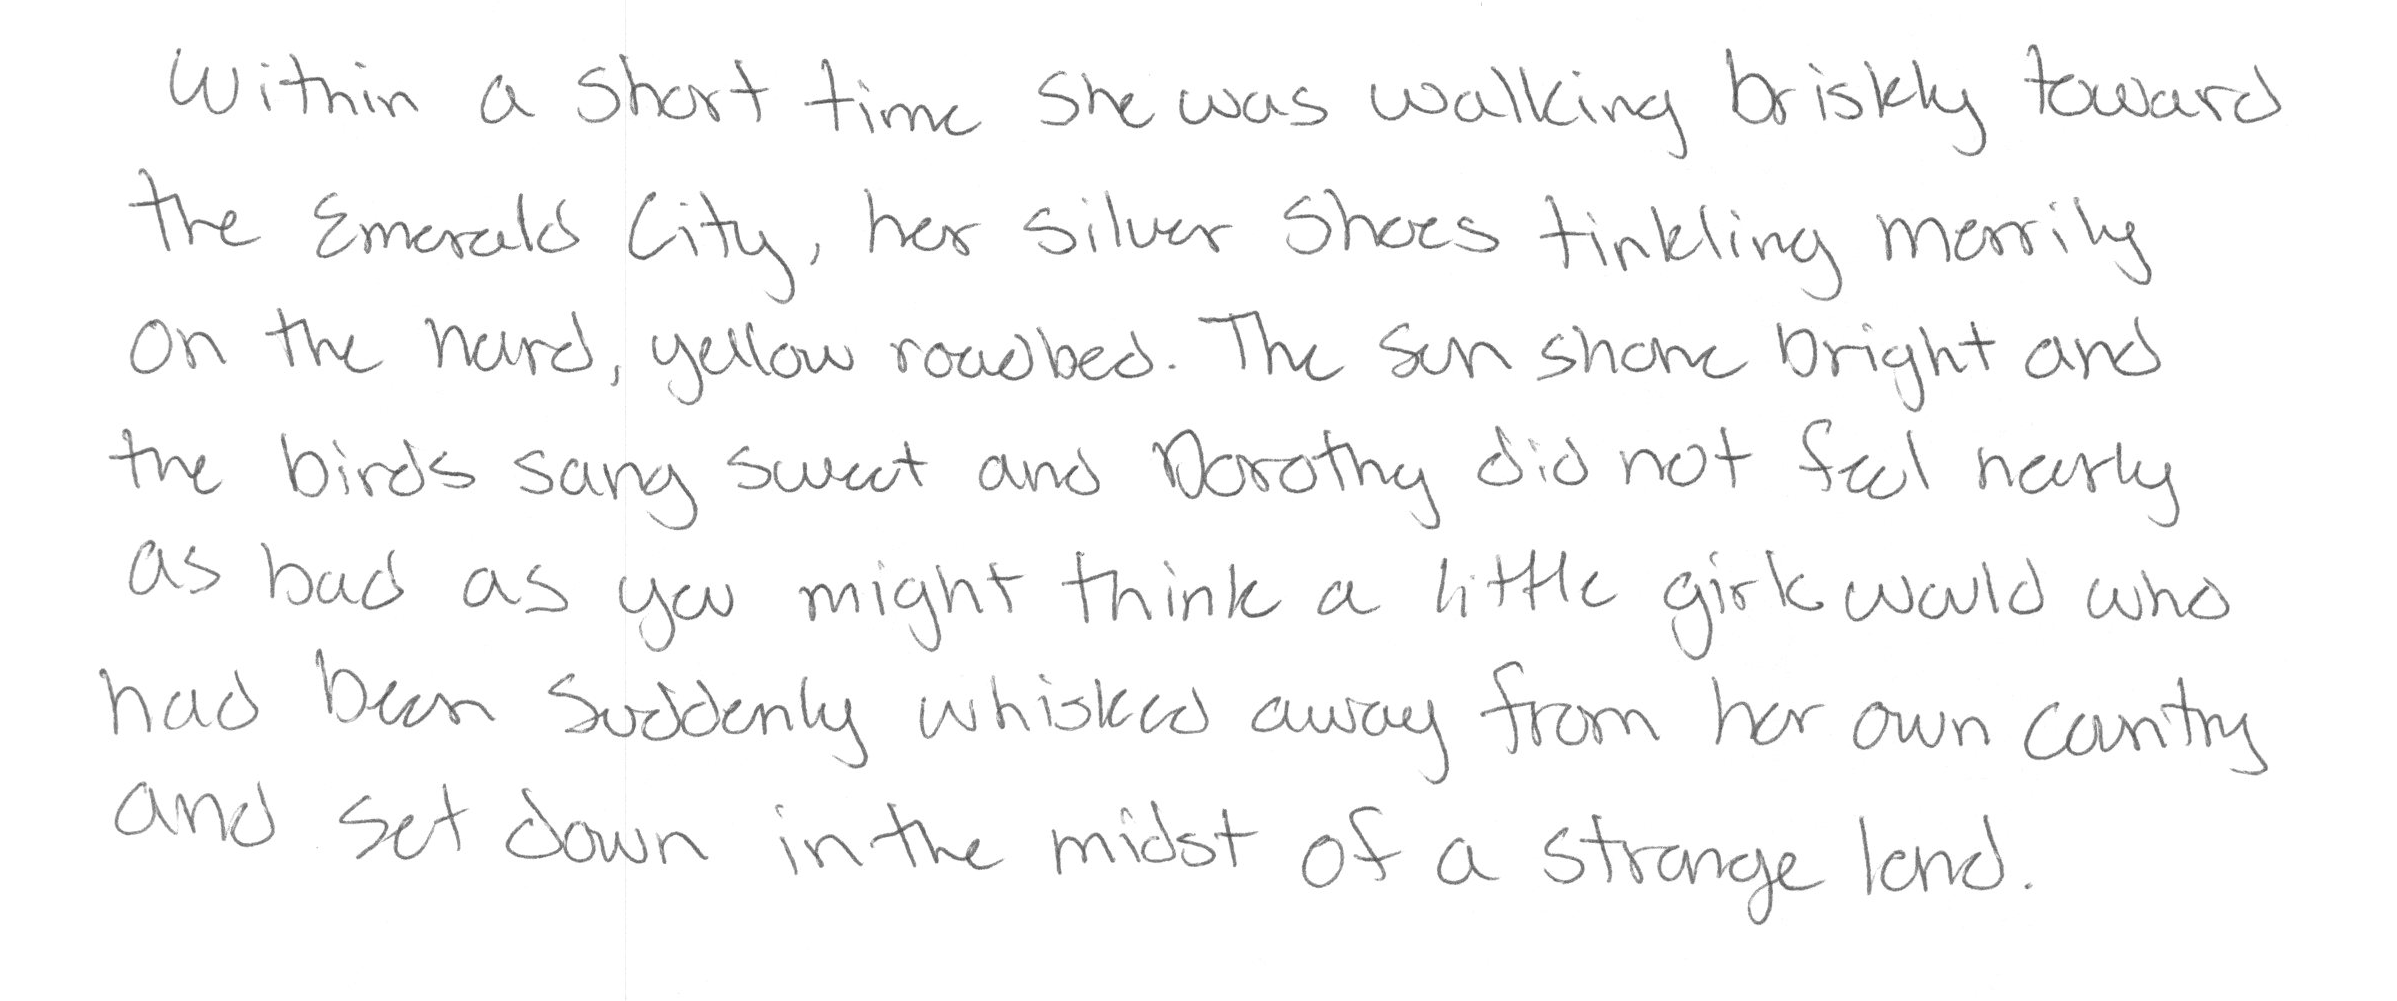 Within a short time she was walking briskly toward
the Emerald City, her silver shoes tinkling merrily
on the hard, yellow roadbed. The sun shone bright and
the birds sang sweet and Dorothy did not feel nearly
as bad as you might think a little girl would who
had been suddenly whisked away from her own country
and set down in the midst of a strange land.